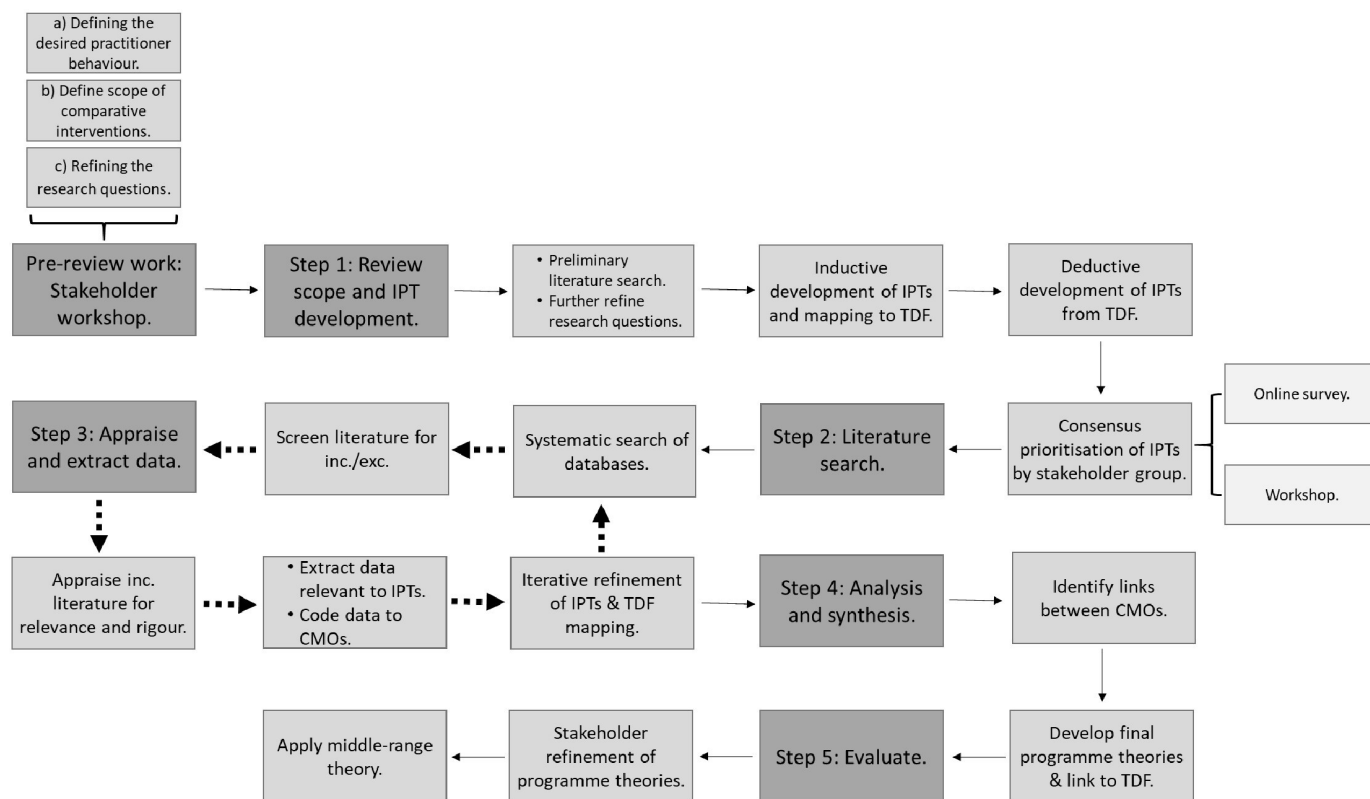 a) Defining the
desired practitioner
behaviour.
b) Define scope of
comparative
interventions.
c) Refining the
research questions.
Pre-review work:
Stakeholder
workshop.
Step 1: Review
scope and IPT
development.
• Preliminary
literature search.
• Further refine
research questions.
Inductive
development of IPTs
and mapping to TDF.
Deductive
development of IPTs
from TDF.
Consensus
prioritisation of IPTs
by stakeholder group.
Online survey.
Workshop.
Step 2: Literature
search.
Systematic search of
databases.
Screen literature for
inc./exc.
Step 3: Appraise
and extract data.
Appraise inc.
literature for
relevance and rigour.
• Extract data
relevant to IPTs.
• Code data to
CMOs.
Iterative refinement
of IPTs & TDF
mapping.
Step 4: Analysis
and synthesis.
Identify links
between CMOs.
Develop final
programme theories
& link to TDF.
Step 5: Evaluate.
Stakeholder
refinement of
programme theories.
Apply middle-range
theory.